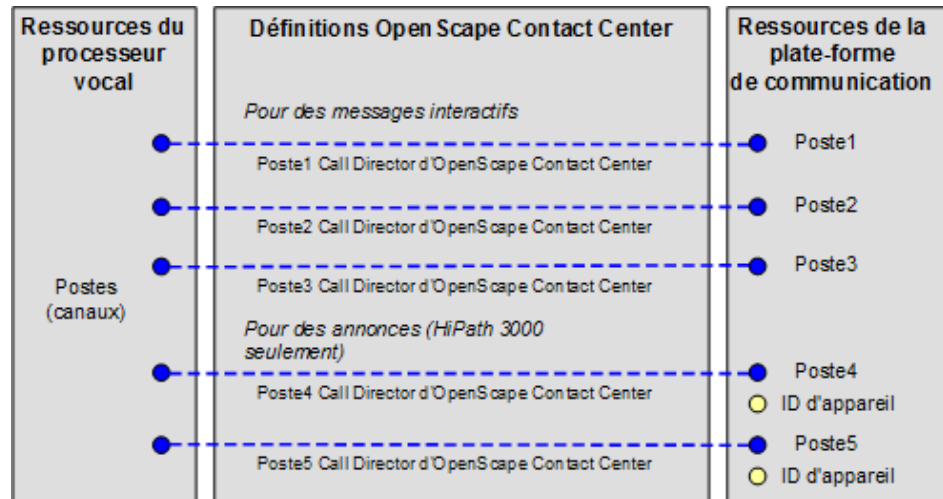 Ressources du
processeur
vocal
Postes
(canaux)
Définitions OpenScape Contact Center
Pour des messages interactifs
Poste1 Call Director d'OpenScape Contact Center
Poste2 Call Director d'OpenScape Contact Center
Poste3 Call Director d'OpenScape Contact Center
Pour des annonces (HiPath 3000
seulement)
Poste4 Call Director d'OpenScape Contact Center
Poste5 Call Director d'OpenScape Contact Center
Ressources de la
plate-forme
de communication
Poste1
Poste2
Poste3
Poste4
ID d'appareil
Poste5
ID d'appareil